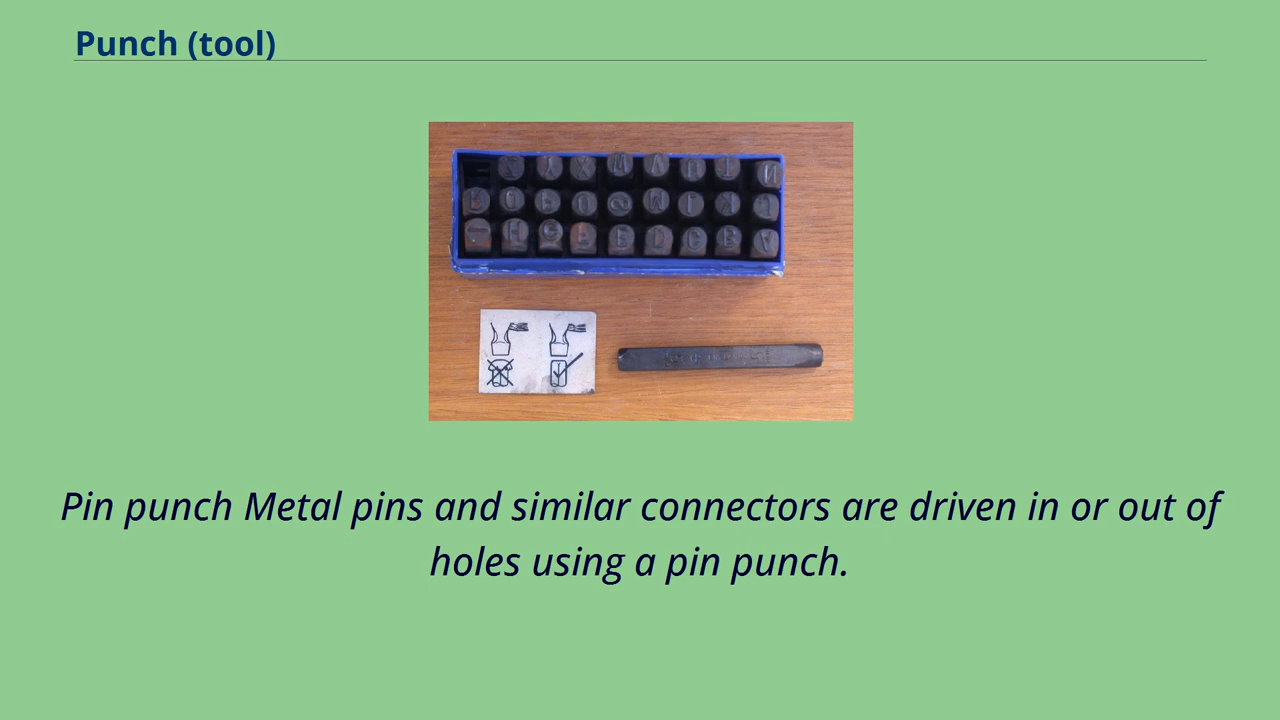 Punch (tool)
Pin punch Metal pins and similar connectors are driven in or out of
holes using a pin punch.